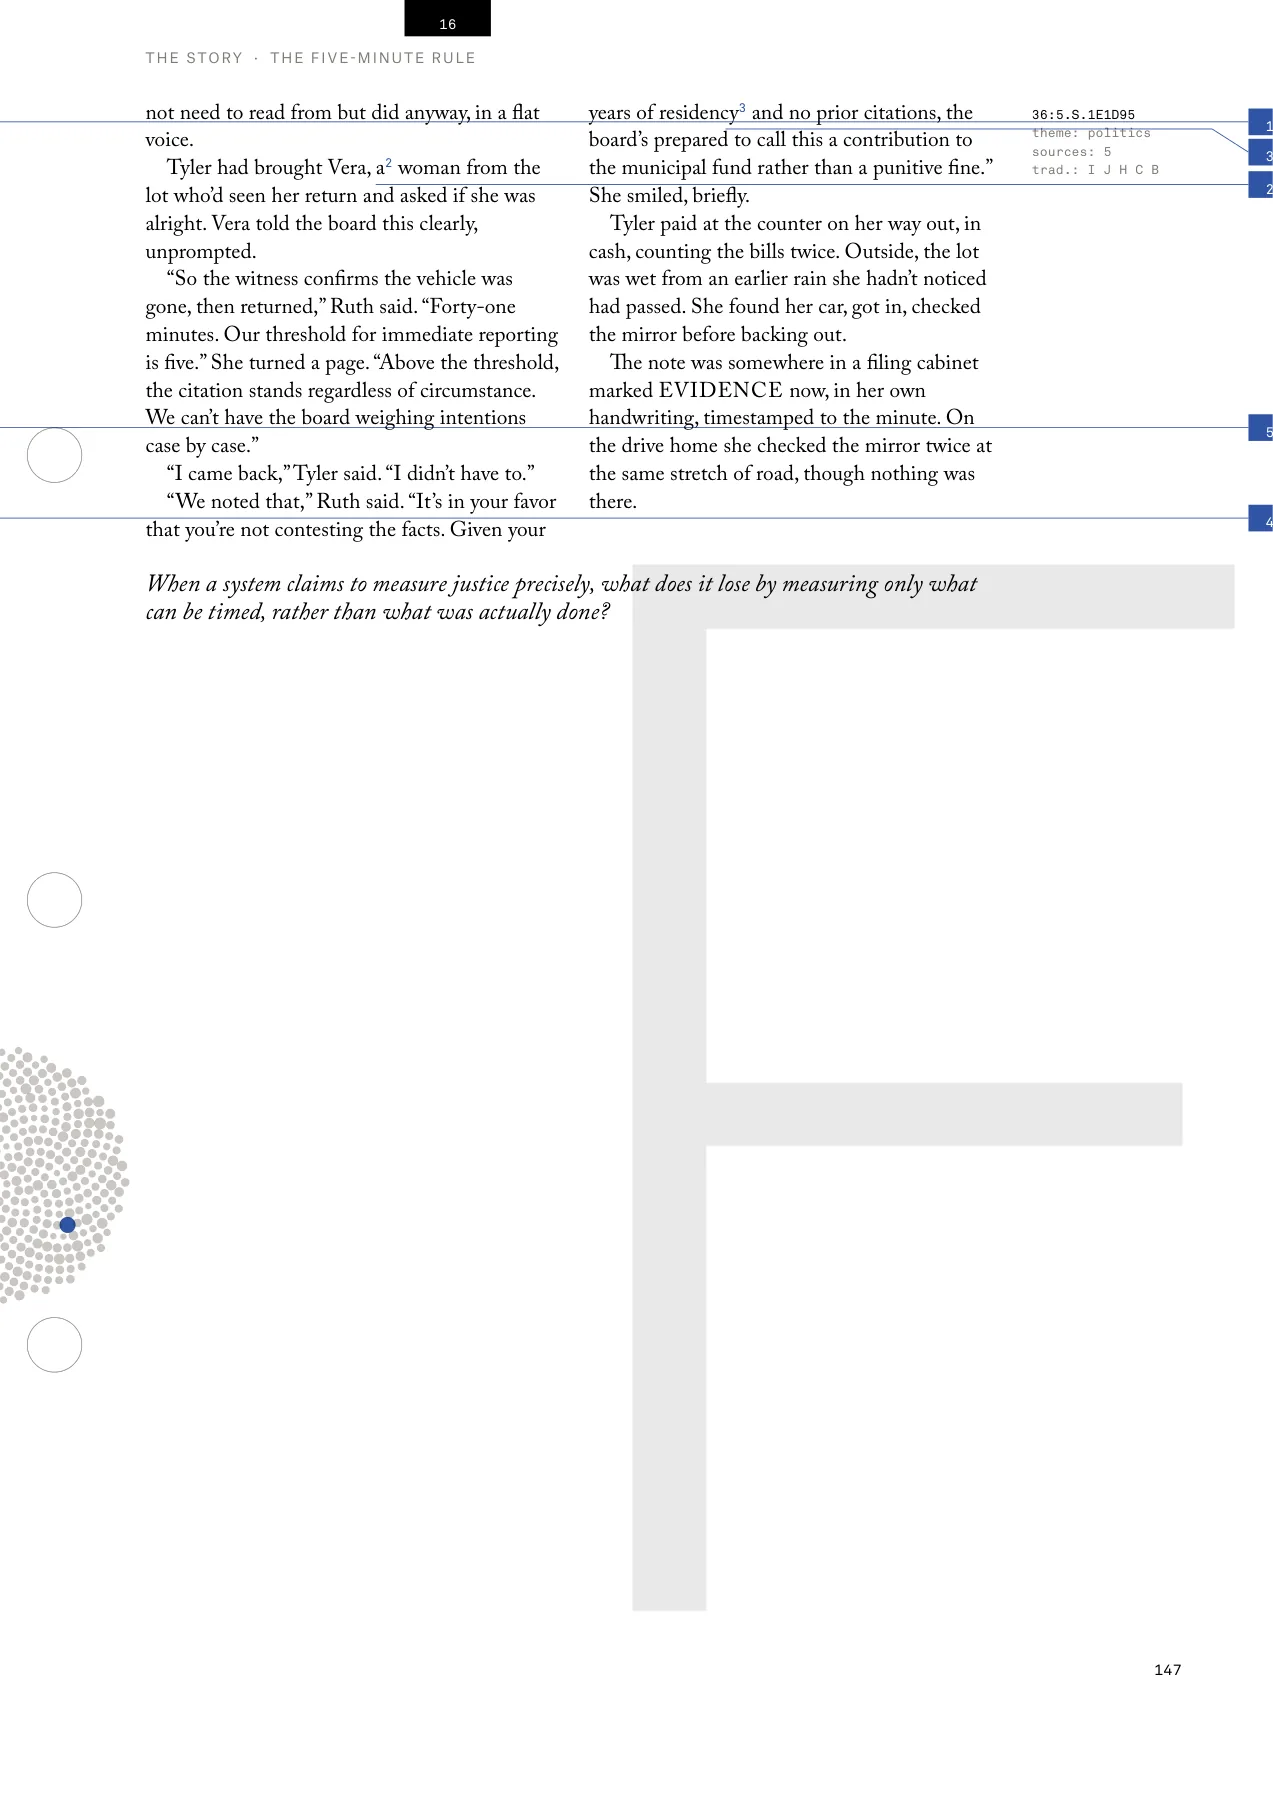 16
THE STORY · THE FIVE-MINUTE RULE
not need to read from but did anyway, in a flat
voice.
Tyler had brought Vera, a2 woman from the
lot who’d seen her return and asked if she was
alright. Vera told the board this clearly,
unprompted.
“So the witness confirms the vehicle was
gone, then returned,” Ruth said. “Forty-one
minutes. Our threshold for immediate reporting
is five.” She turned a page. “Above the threshold,
the citation stands regardless of circumstance.
We can’t have the board weighing intentions
case by case.”
“I came back,” Tyler said. “I didn’t have to.”
“We noted that,” Ruth said. “It’s in your favor
that you’re not contesting the facts. Given your
years of residency3 and no prior citations, the
board’s prepared to call this a contribution to
the municipal fund rather than a punitive fine.”
She smiled, briefly.
Tyler paid at the counter on her way out, in
cash, counting the bills twice. Outside, the lot
was wet from an earlier rain she hadn’t noticed
had passed. She found her car, got in, checked
the mirror before backing out.
The note was somewhere in a filing cabinet
marked EVIDENCE now, in her own
handwriting, timestamped to the minute. On
the drive home she checked the mirror twice at
the same stretch of road, though nothing was
there.
When a system claims to measure justice precisely, what does it lose by measuring only what
can be timed, rather than what was actually done?
36:5.S.1E1D95
theme: politics
sources: 5
trad.: I J H C B
1
3
2
5
4
F
147